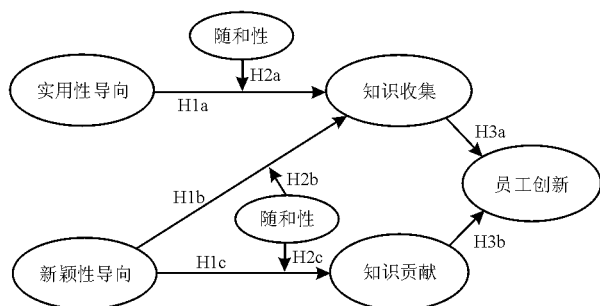 随和性
H2a
实用性导向
H1a
知识收集
H3a
员工创新
H1b
H2b
随和性
H3b
新颖性导向
H1c
H2c
知识贡献